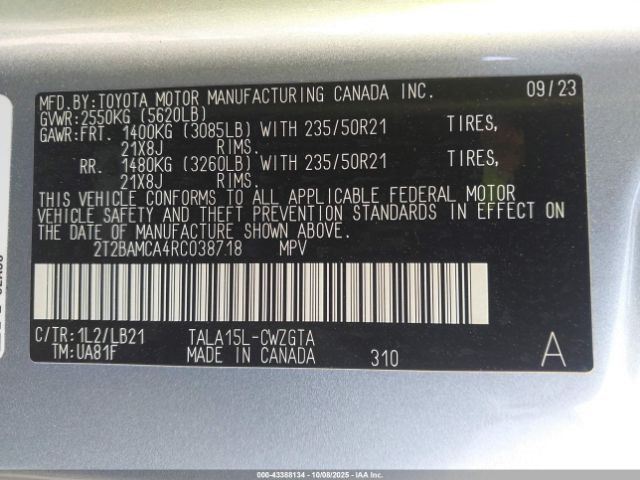 MFD.BY:TOYOTA MOTOR MANUFACTURING CANADA INC. 09/23
GVWR:2550KG (5620LB)
GAWR:FRT. 1400KG (3085LB) WITH 235/50R21 TIRES,
21X8J RIMS.
RR. 1480KG (3260LB) WITH 235/50R21 TIRES,
21X8J RIMS.
THIS VEHICLE CONFORMS TO ALL APPLICABLE FEDERAL MOTOR
VEHICLE SAFETY AND THEFT PREVENTION STANDARDS IN EFFECT ON
THE DATE OF MANUFACTURE SHOWN ABOVE.
2T2BAMCA4RC038718 MPV
C/TR:1L2/LB21 TALA15L-CWZGTA
TM:UA81F MADE IN CANADA 310 A
000-43388134 - 10/08/2025 - Copyright IAA, LLC.